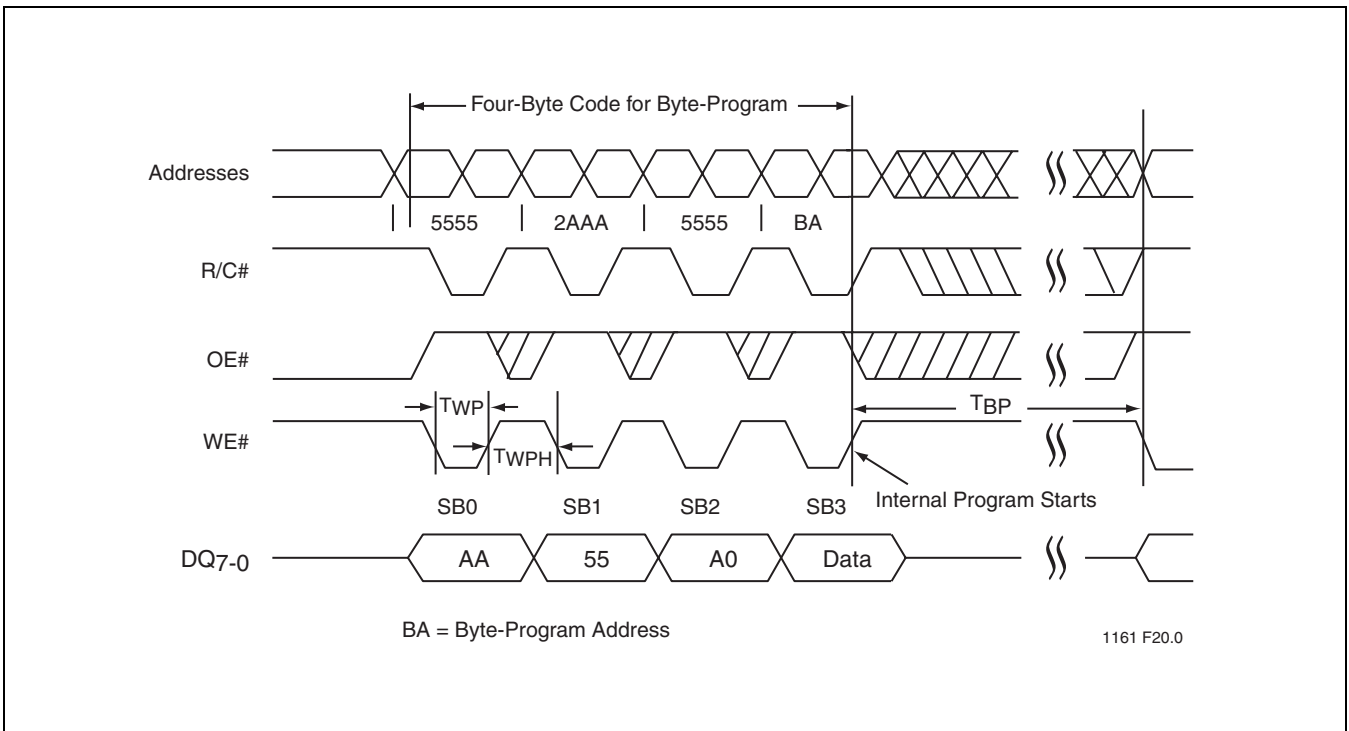 Four-Byte Code for Byte-Program
Addresses
5555 2AAA 5555 BA
R/C#
OE#
TWP
TBP
WE#
TWPH
Internal Program Starts
SB0 SB1 SB2 SB3
DQ7-0
AA 55 A0 Data
BA = Byte-Program Address
1161 F20.0